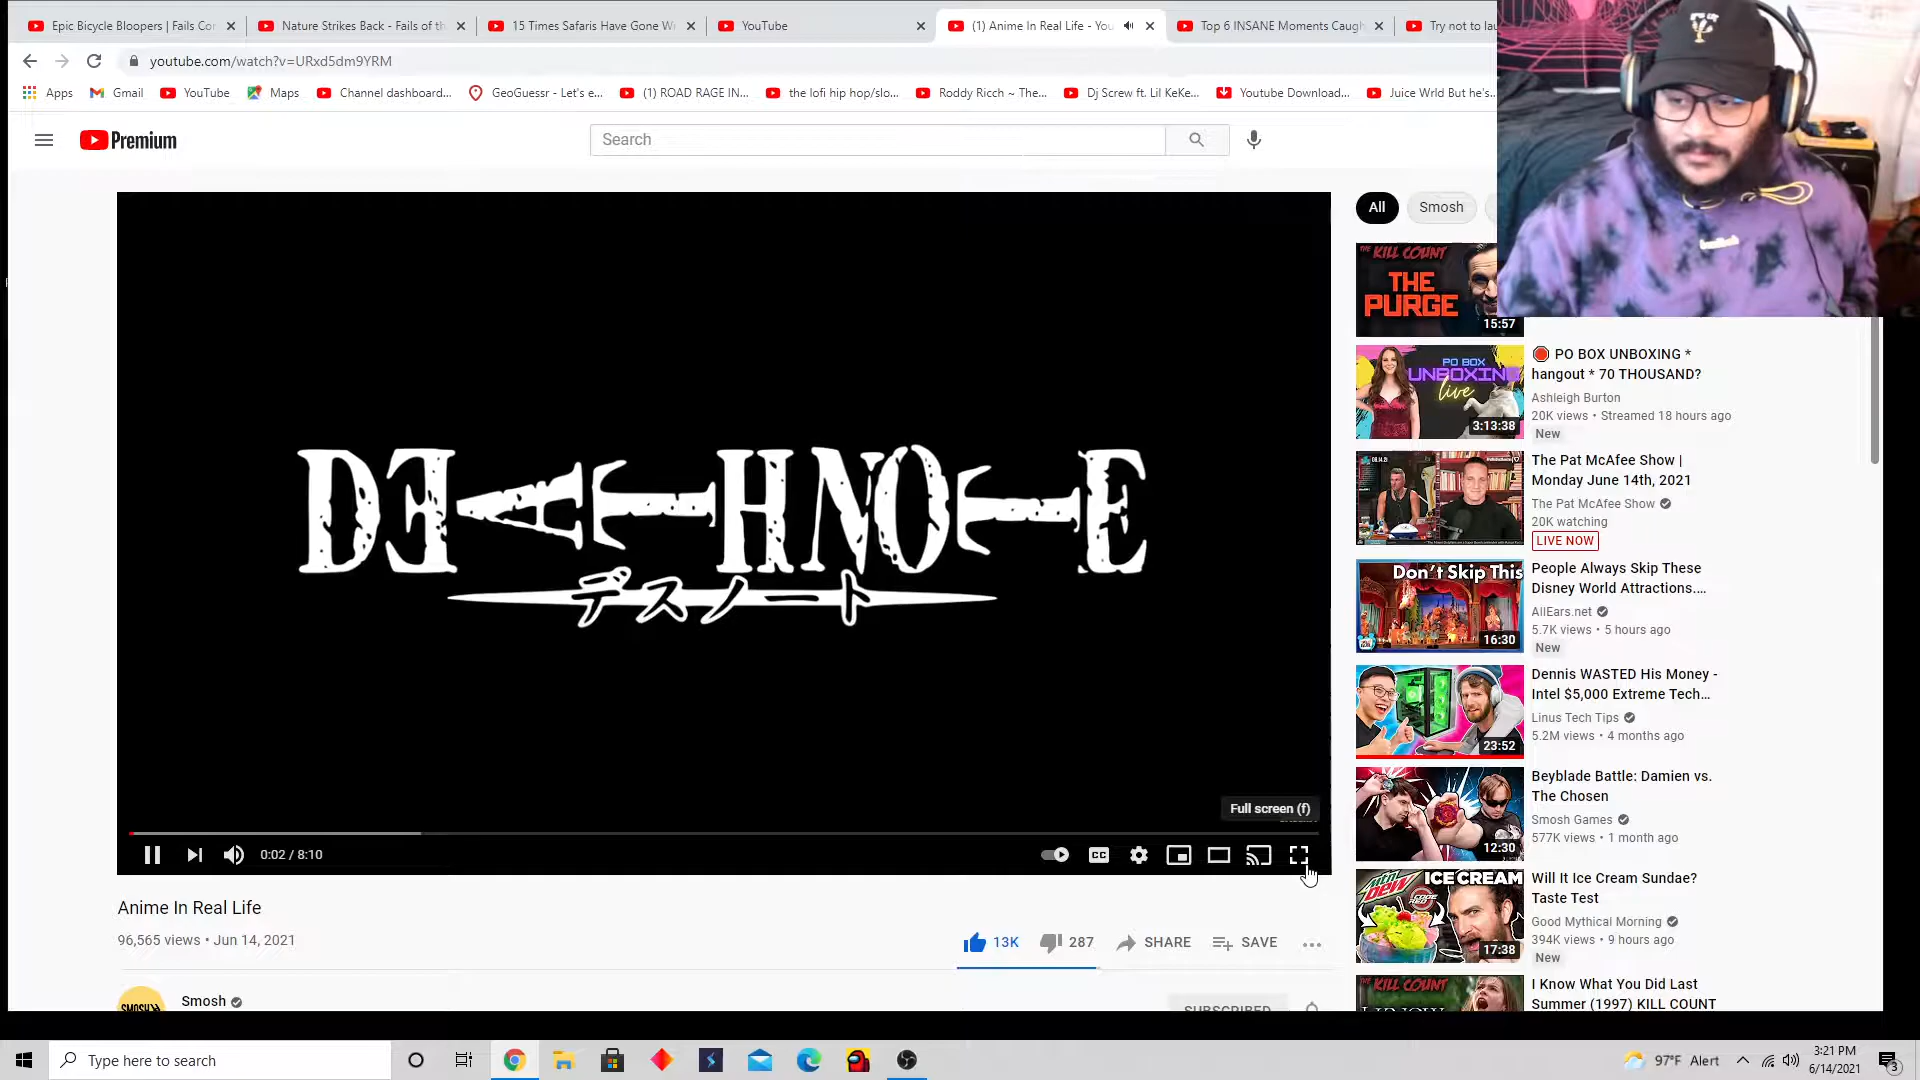 Epic Bicycle Bloopers | Fails Co
Nature Strikes Back - Fails of th
15 Times Safaris Have Gone W
YouTube
(1) Anime In Real Life - You
Top 6 INSANE Moments Caugh
Try not to la
youtube.com/watch?v=URxd5dm9YRM
Apps
Gmail
YouTube
Maps
Channel dashboard...
GeoGuessr - Let's e...
(1) ROAD RAGE IN...
the lofi hip hop/slo...
Roddy Ricch ~ The...
Dj Screw ft. Lil KeKe...
Youtube Download...
Juice Wrld But he's...
Premium
Search
DEATHNOTE
デスノート
Full screen (f)
0:02 / 8:10
CC
Anime In Real Life
96,565 views • Jun 14, 2021
13K
287
SHARE
SAVE
SMOSH
Smosh
SUBSCRIBED
All
Smosh
THE KILL COUNT
THE PURGE
15:57
PO BOX
UNBOXING
live
3:13:38
PO BOX UNBOXING *
hangout * 70 THOUSAND?
Ashleigh Burton
20K views • Streamed 18 hours ago
New
The Pat McAfee Show |
Monday June 14th, 2021
The Pat McAfee Show
20K watching
LIVE NOW
Don't Skip This
16:30
People Always Skip These
Disney World Attractions....
AllEars.net
5.7K views • 5 hours ago
New
23:52
Dennis WASTED His Money -
Intel $5,000 Extreme Tech...
Linus Tech Tips
5.2M views • 4 months ago
12:30
Beyblade Battle: Damien vs.
The Chosen
Smosh Games
577K views • 1 month ago
mtn DEW
ICE CREAM
17:38
Will It Ice Cream Sundae?
Taste Test
Good Mythical Morning
394K views • 9 hours ago
New
THE KILL COUNT
I Know What You Did Last
Summer (1997) KILL COUNT
Type here to search
97°F Alert
3:21 PM
6/14/2021
3